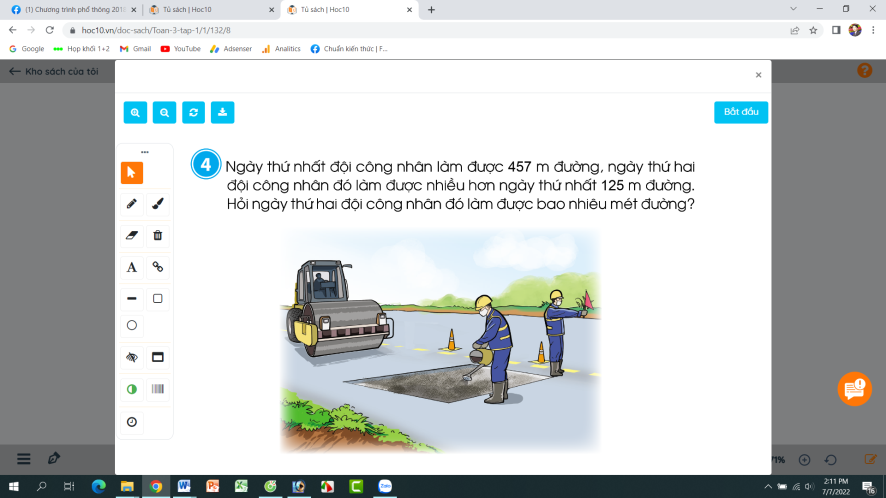 (1) Chương trình phổ thông 2018
Tủ sách | Hoc10
Tủ sách | Hoc10
hoc10.vn/doc-sach/Toan-3-tap-1/1/132/8
Google
Họp khối 1+2
Gmail
YouTube
Adsenser
Analitics
Chuẩn kiến thức | F...
Kho sách của tôi
Bắt đầu
4
Ngày thứ nhất đội công nhân làm được 457 m đường, ngày thứ hai
đội công nhân đó làm được nhiều hơn ngày thứ nhất 125 m đường.
Hỏi ngày thứ hai đội công nhân đó làm được bao nhiêu mét đường?
A
71%
Zalo
2:11 PM
7/7/2022
16